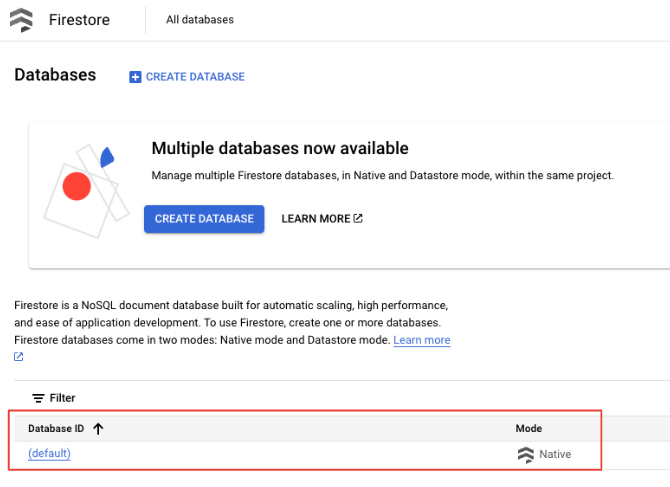 Firestore All databases
Databases CREATE DATABASE
Multiple databases now available
Manage multiple Firestore databases, in Native and Datastore mode, within the same project.
CREATE DATABASE LEARN MORE
Firestore is a NoSQL document database built for automatic scaling, high performance,
and ease of application development. To use Firestore, create one or more databases.
Firestore databases come in two modes: Native mode and Datastore mode. Learn more
Filter
Database ID Mode
(default) Native